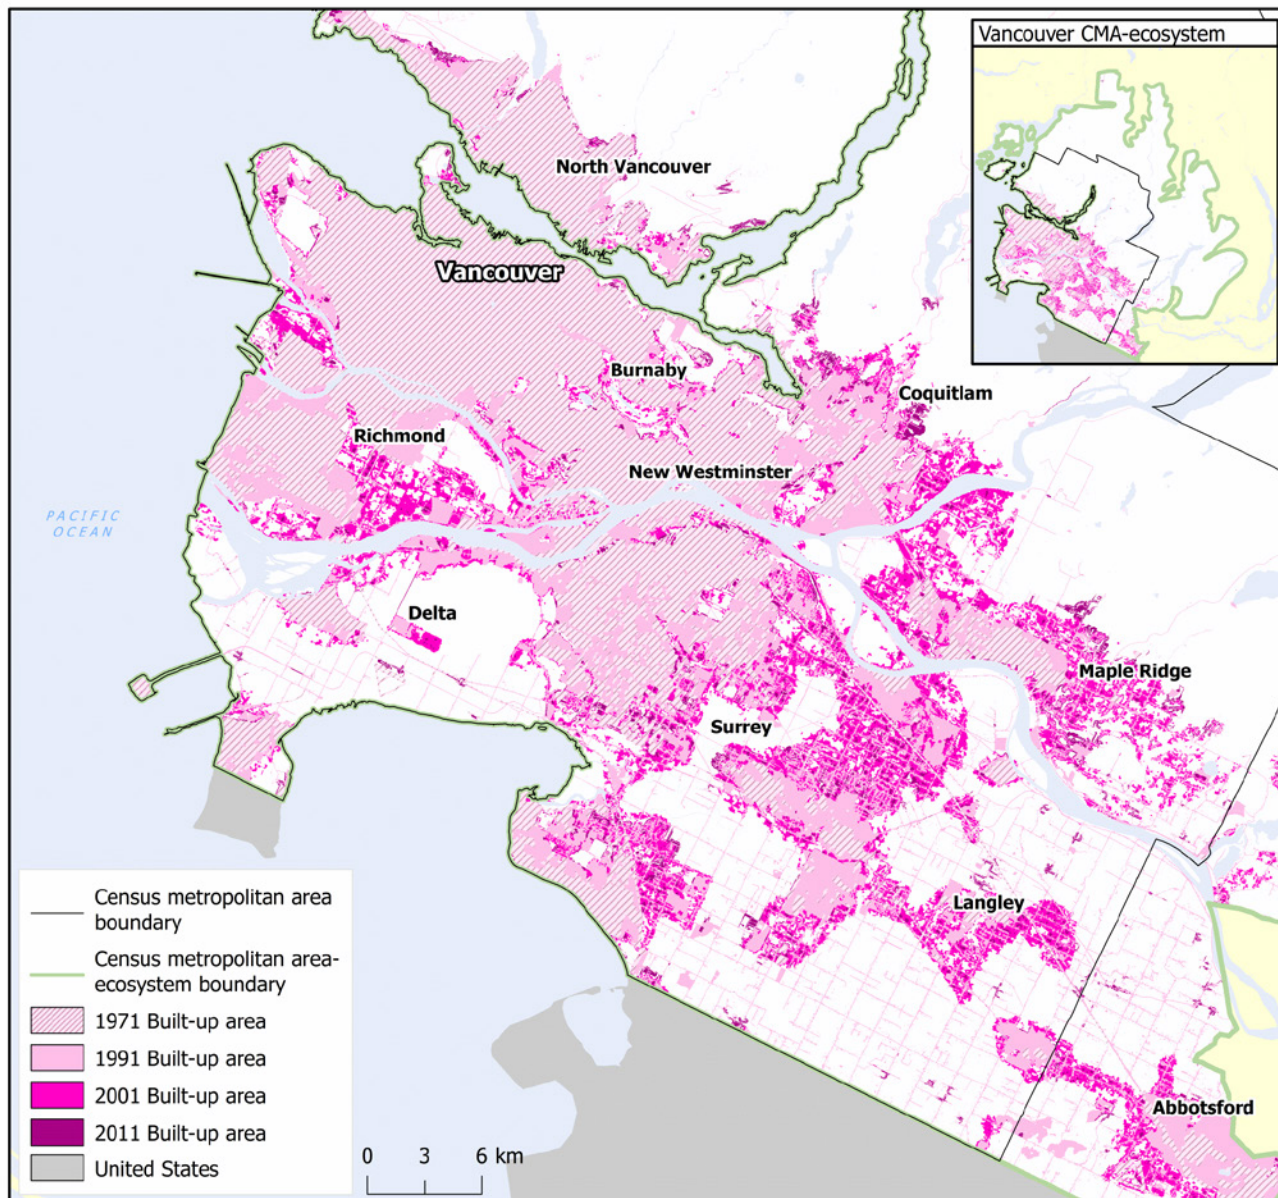 Vancouver CMA-ecosystem
North Vancouver
Vancouver
Burnaby
Coquitlam
Richmond
New Westminster
PACIFIC
OCEAN
Delta
Maple Ridge
Surrey
Langley
Abbotsford
Census metropolitan area
boundary
Census metropolitan area-
ecosystem boundary
1971 Built-up area
1991 Built-up area
2001 Built-up area
2011 Built-up area
United States
0 3 6 km